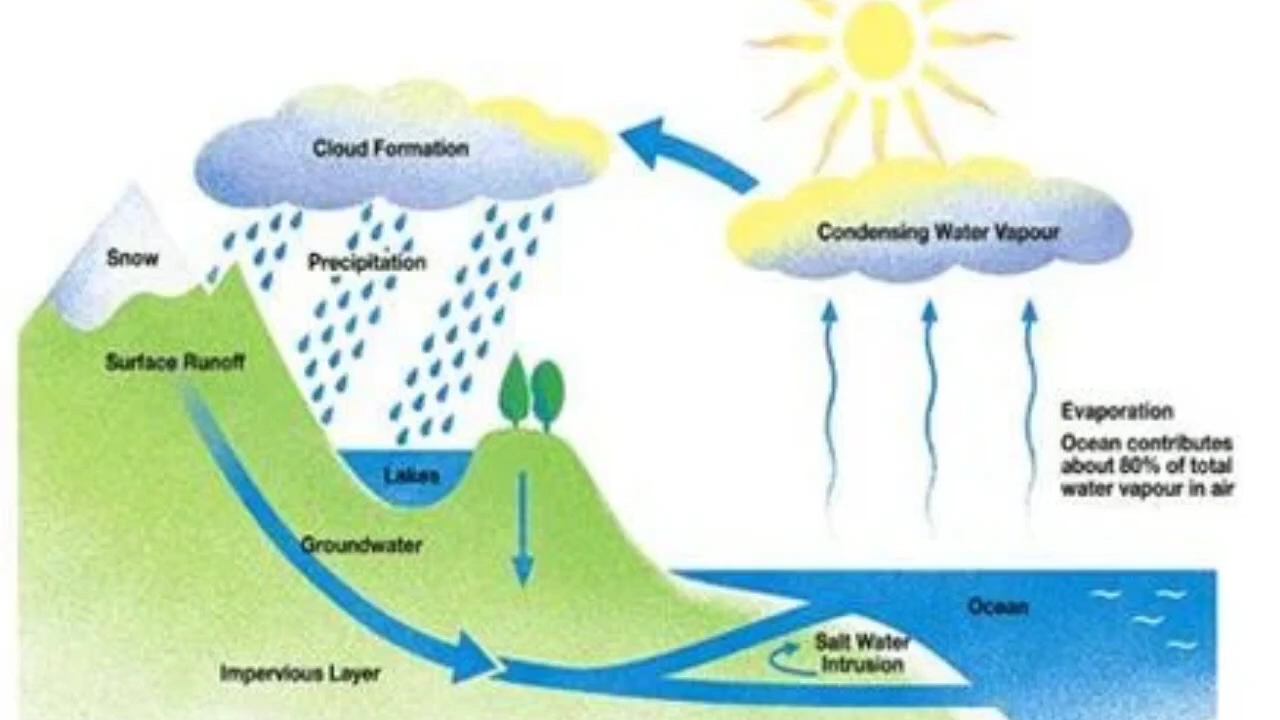 Cloud Formation
Condensing Water Vapour
Snow
Precipitation
Surface Runoff
Evaporation
Ocean contributes
about 80% of total
water vapour in air
Lakes
Groundwater
Ocean
Salt Water
Intrusion
Impervious Layer